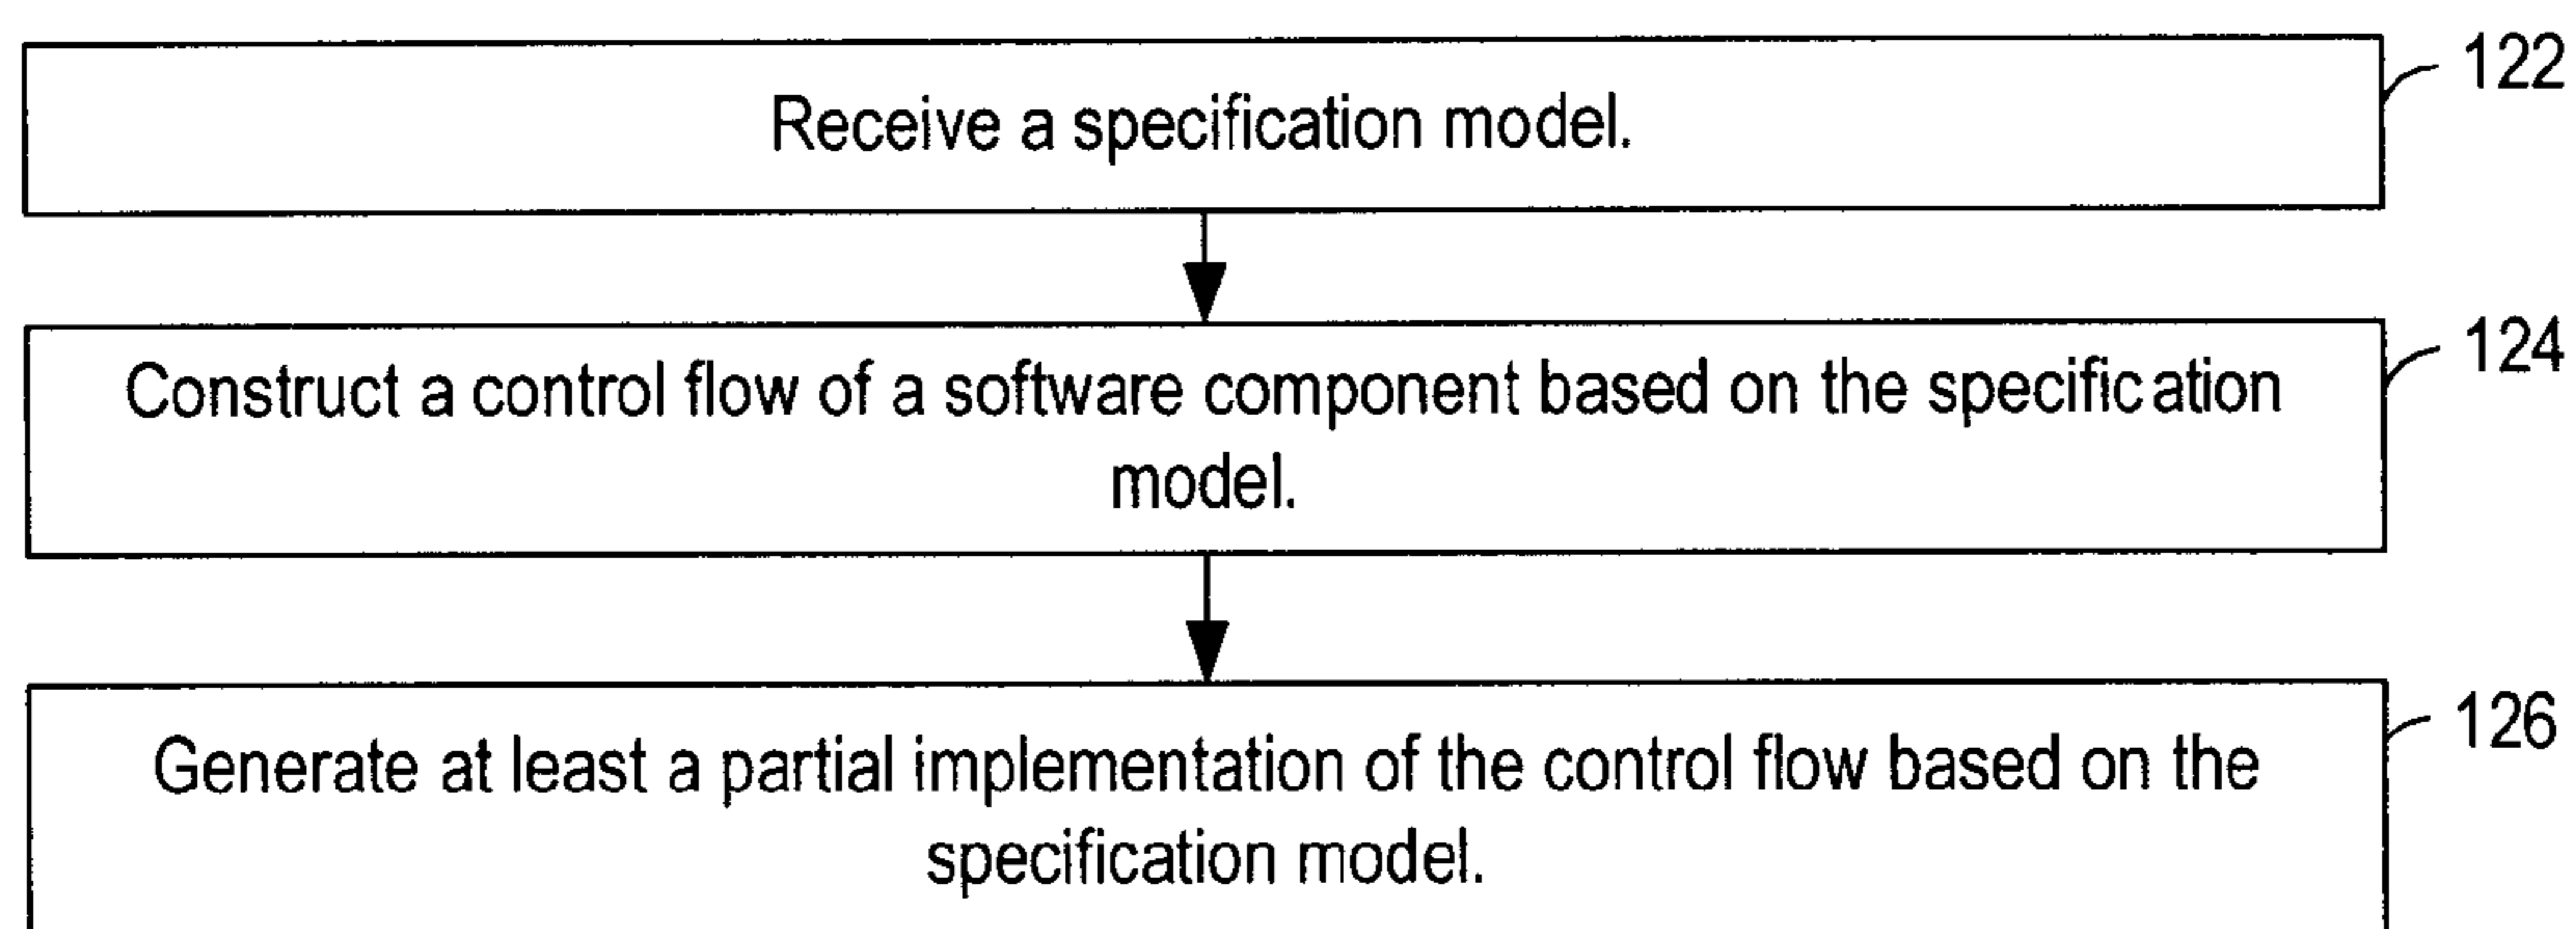 122
Receive a specification model.
124
Construct a control flow of a software component based on the specification
model.
126
Generate at least a partial implementation of the control flow based on the
specification model.